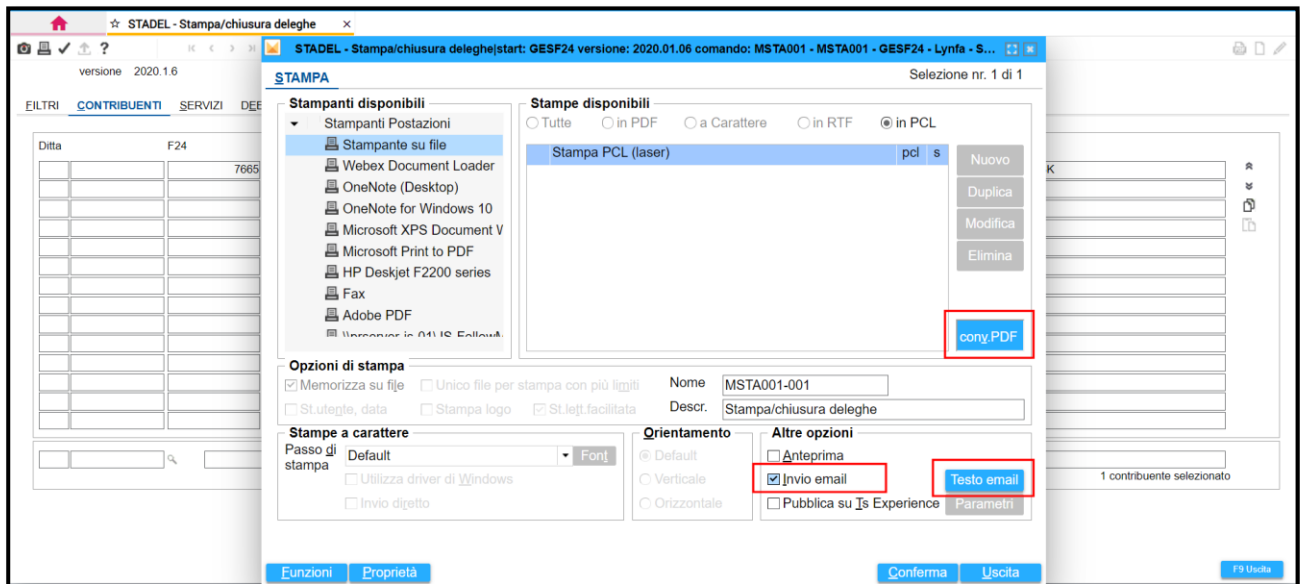 STADEL - Stampa/chiusura deleghe
STADEL - Stampa/chiusura deleghe|start: GESF24 versione: 2020.01.06 comando: MSTA001 - MSTA001 - GESF24 - Lynfa - S...
versione 2020.1.6
STAMPA
Selezione nr. 1 di 1
FILTRI CONTRIBUENTI SERVIZI
Ditta F24
7665
K
Stampanti disponibili
Stampanti Postazioni
Stampante su file
Webex Document Loader
OneNote (Desktop)
OneNote for Windows 10
Microsoft XPS Document
Microsoft Print to PDF
HP Deskjet F2200 series
Fax
Adobe PDF
Stampe disponibili
Tutte in PDF a Carattere in RTF in PCL
Stampa PCL (laser) pcl s
Nuovo
Duplica
Modifica
Elimina
conv.PDF
Opzioni di stampa
Memorizza su file Unico file per stampa con più limiti Nome MSTA001-001
St.utente, data Stampa logo St.lett.facilitata Descr. Stampa/chiusura deleghe
Stampe a carattere
Passo di stampa Default Font
Utilizza driver di Windows
Invio diretto
Orientamento
Default
Verticale
Orizzontale
Altre opzioni
Anteprima
Invio email Testo email
Pubblica su Ts Experience Parametri
1 contribuente selezionato
Funzioni Proprietà Conferma Uscita
F9 Uscita